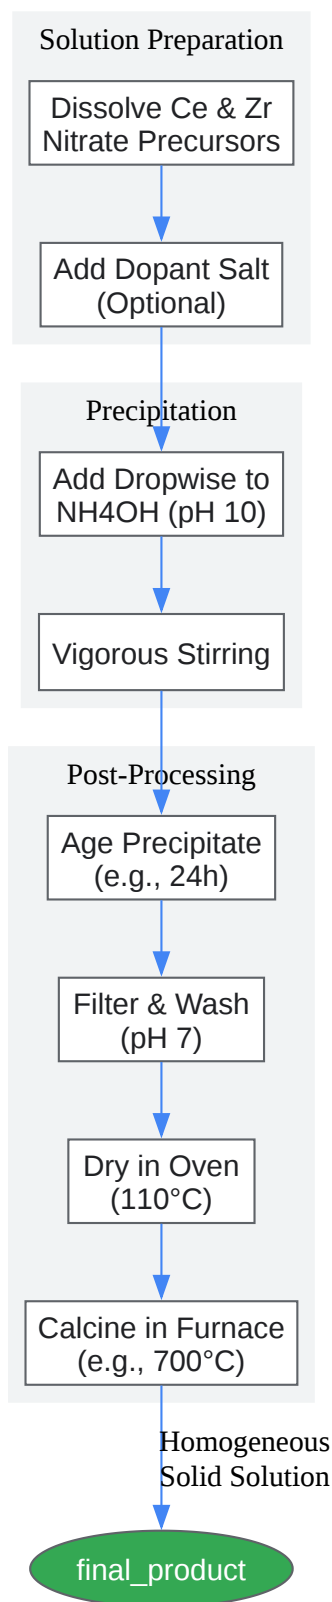 Solution Preparation
Dissolve Ce & Zr
Nitrate Precursors
Add Dopant Salt
(Optional)
Precipitation
Add Dropwise to
NH4OH (pH 10)
Vigorous Stirring
Post-Processing
Age Precipitate
(e.g., 24h)
Filter & Wash
(pH 7)
Dry in Oven
(110°C)
Calcine in Furnace
(e.g., 700°C)
Homogeneous
Solid Solution
final_product